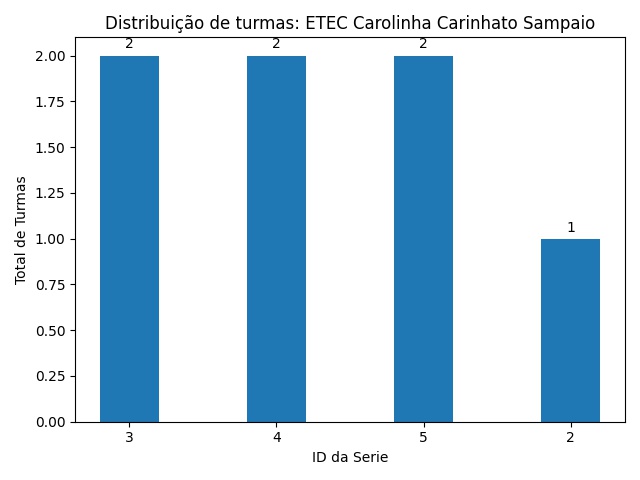 Distribuição de turmas: ETEC Carolinha Carinhato Sampaio
2 2 2 1
Total de Turmas
2.00
1.75
1.50
1.25
1.00
0.75
0.50
0.25
0.00
3 4 5 2
ID da Serie